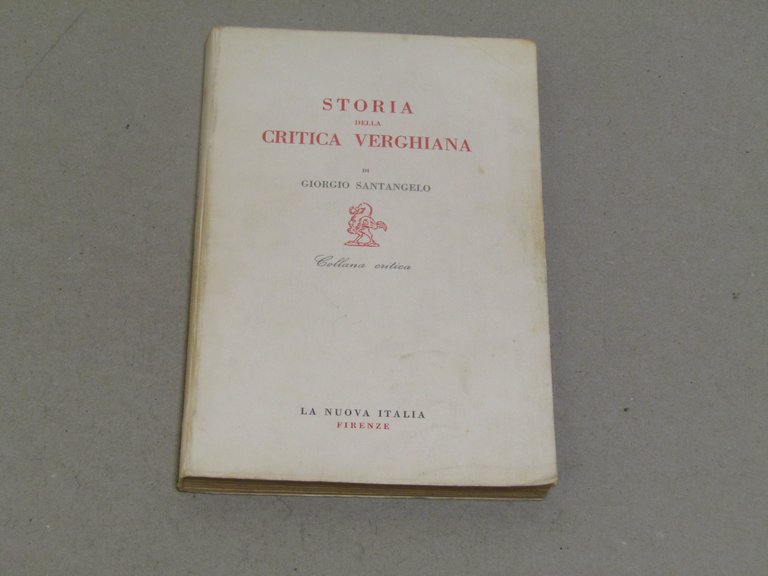 STORIA
DELLA
CRITICA VERGHIANA
DI
GIORGIO SANTANGELO
Collana critica
LA NUOVA ITALIA
FIRENZE